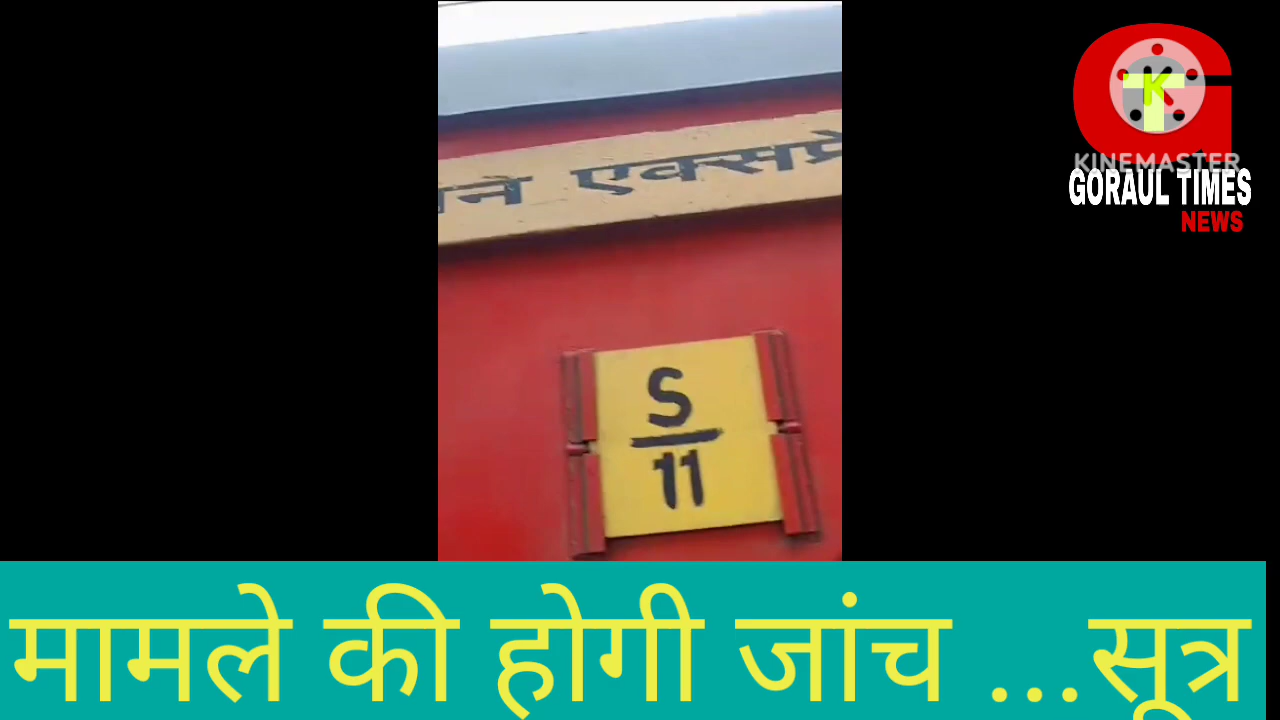 KINEMASTER
GORAUL TIMES
NEWS
एक्सप्रे
S
11
मामले की होगी जांच ...सूत्र